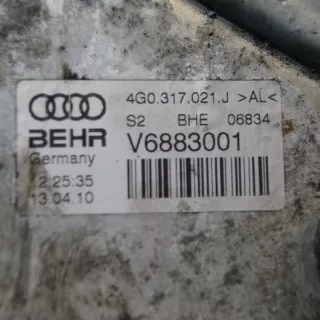 4G0.317.021.J >AL<
S2 BHE 06834
BEHR V6883001
Germany
12:25:35
13.04.10